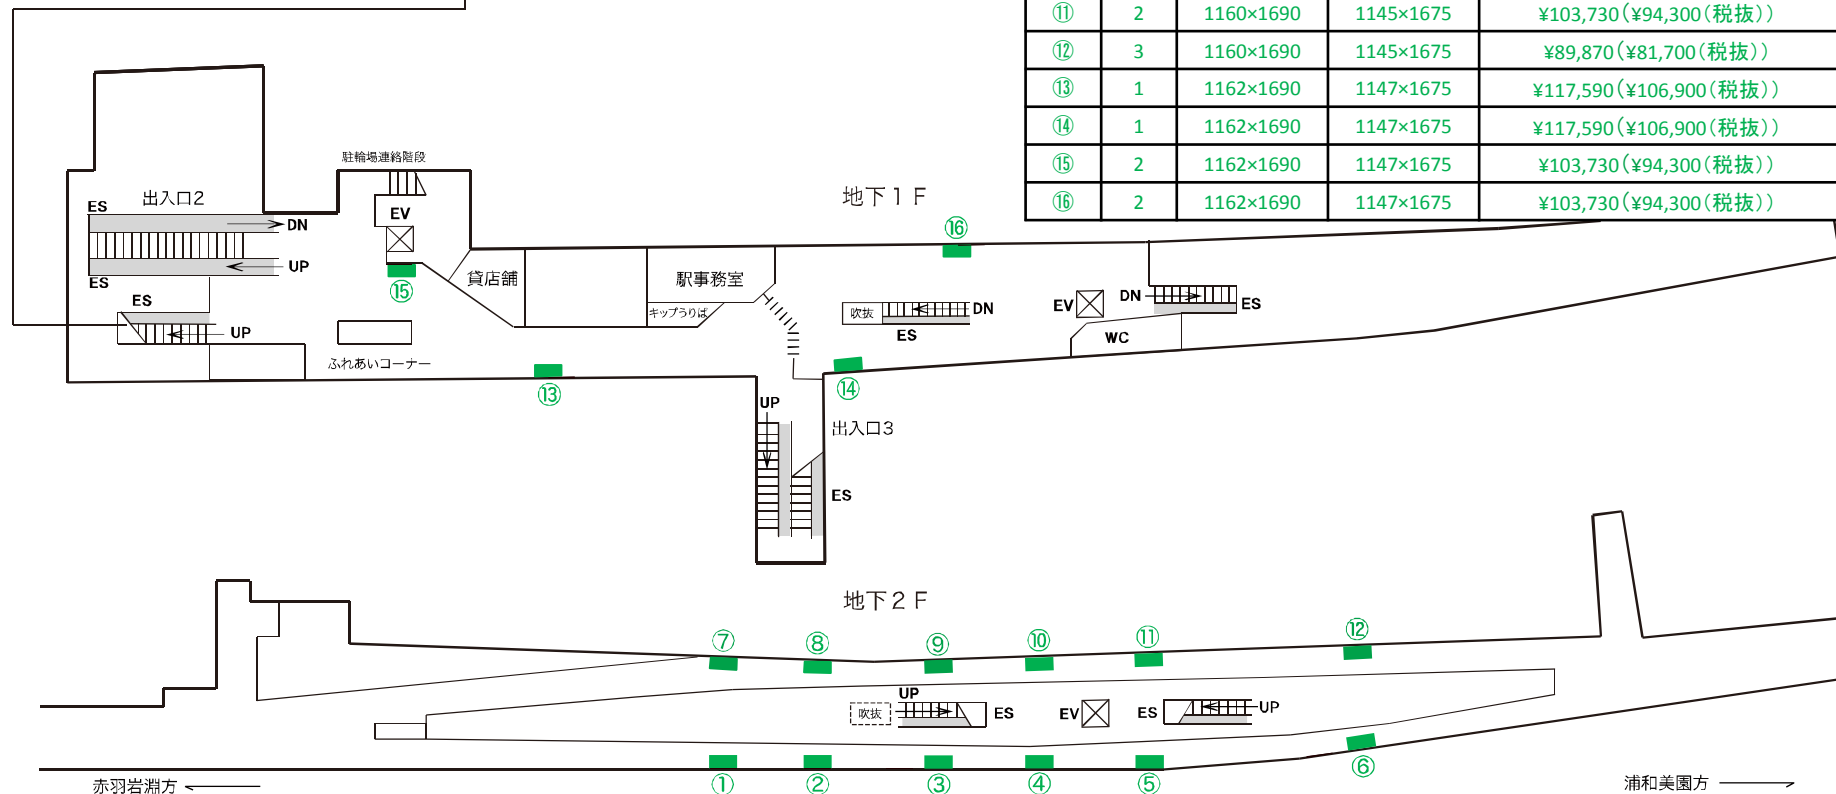 ⑪ 2 1160×1690 1145×1675 ¥103,730(¥94,300(税抜))
⑫ 3 1160×1690 1145×1675 ¥89,870(¥81,700(税抜))
⑬ 1 1162×1690 1147×1675 ¥117,590(¥106,900(税抜))
⑭ 1 1162×1690 1147×1675 ¥117,590(¥106,900(税抜))
⑮ 2 1162×1690 1147×1675 ¥103,730(¥94,300(税抜))
⑯ 2 1162×1690 1147×1675 ¥103,730(¥94,300(税抜))
地下1F
駐輪場連絡階段
出入口2
ES
DN
UP
ES
ES
UP
EV
⑮
ふれあいコーナー
貸店舗
駅事務室
キップうりば
⑯
吹抜
DN
ES
EV
DN
ES
WC
⑬
⑭
UP
出入口3
ES
地下2F
⑦
⑧
⑨
⑩
⑪
⑫
吹抜
UP
ES
EV
ES
UP
①
②
③
④
⑤
⑥
赤羽岩淵方
浦和美園方